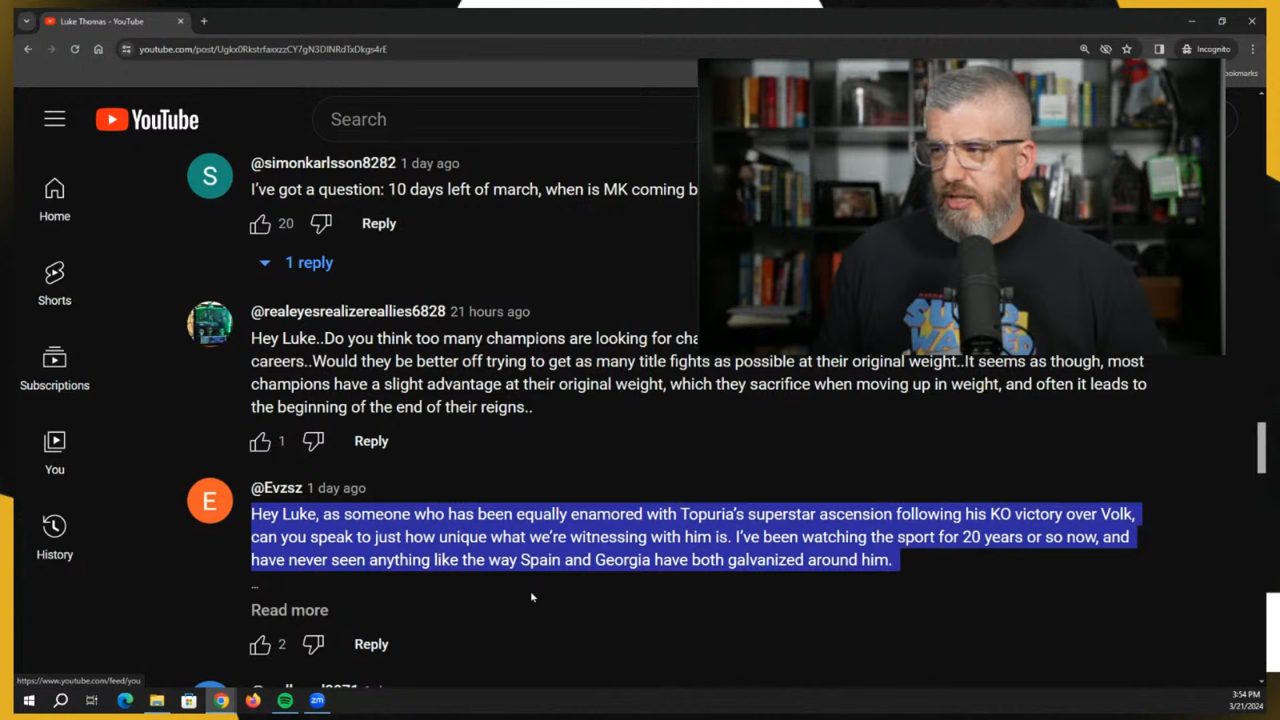 Luke Thomas - YouTube
youtube.com/post/Ugkx0RkstrfaxxzzCY7gN3DINRdTxDkgs4rE
Incognito
ookmarks
YouTube
Search
Home
Shorts
Subscriptions
You
History
S
@simonkarlsson8282 1 day ago
I've got a question: 10 days left of march, when is MK coming b
20 Reply
1 reply
@realeyesrealizereallies6828 21 hours ago
Hey Luke..Do you think too many champions are looking for cha
careers..Would they be better off trying to get as many title fights as possible at their original weight..It seems as though, most
champions have a slight advantage at their original weight, which they sacrifice when moving up in weight, and often it leads to
the beginning of the end of their reigns..
1 Reply
E
@Evzsz 1 day ago
Hey Luke, as someone who has been equally enamored with Topuria's superstar ascension following his KO victory over Volk,
can you speak to just how unique what we're witnessing with him is. I've been watching the sport for 20 years or so now, and
have never seen anything like the way Spain and Georgia have both galvanized around him.
...
Read more
2 Reply
https://www.youtube.com/feed/you
zm
3:54 PM
3/21/2024